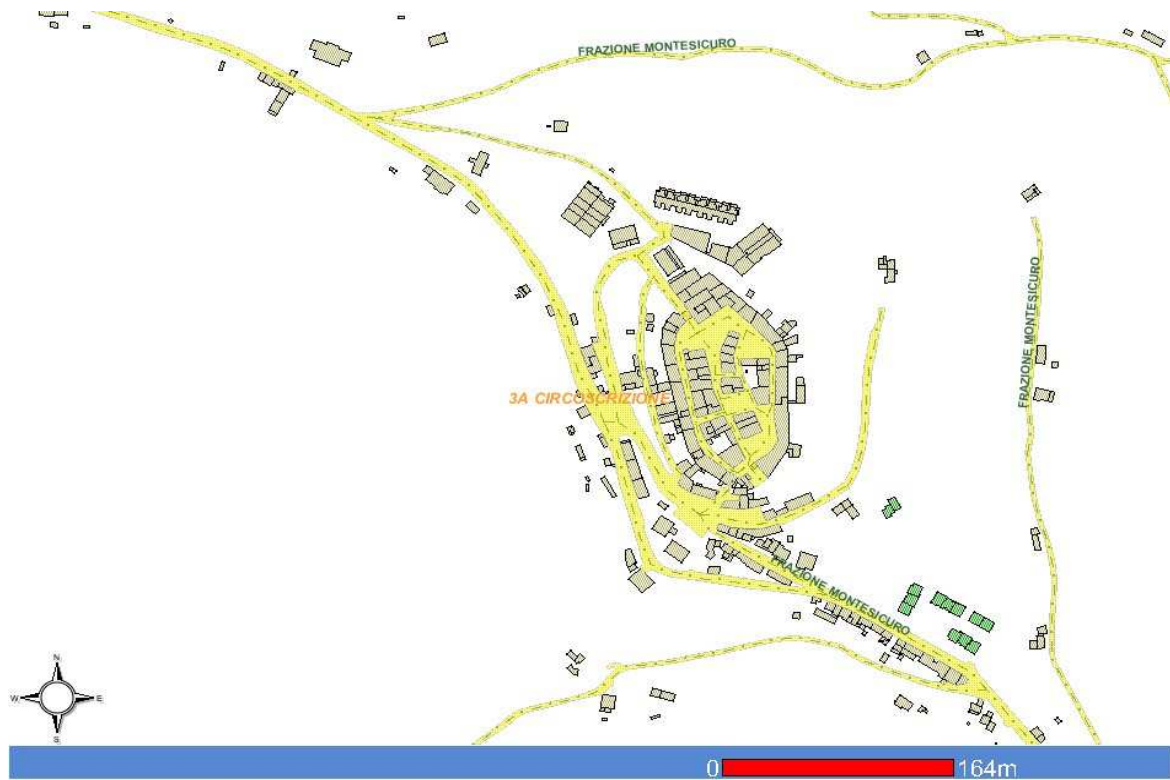 FRAZIONE MONTESICURO
FRAZIONE MONTESICURO
3A CIRCOSCRIZIONE
FRAZIONE MONTESICURO
N
W E
S
0 164m